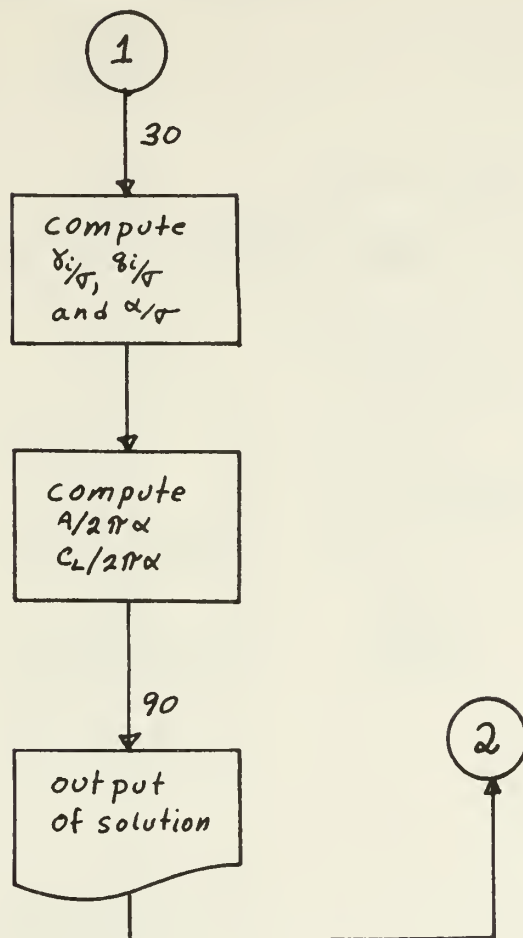 1
30
compute
γi/σ, qi/σ
and α/σ
compute
A/2πα
CL/2πα
90
output
of solution
2